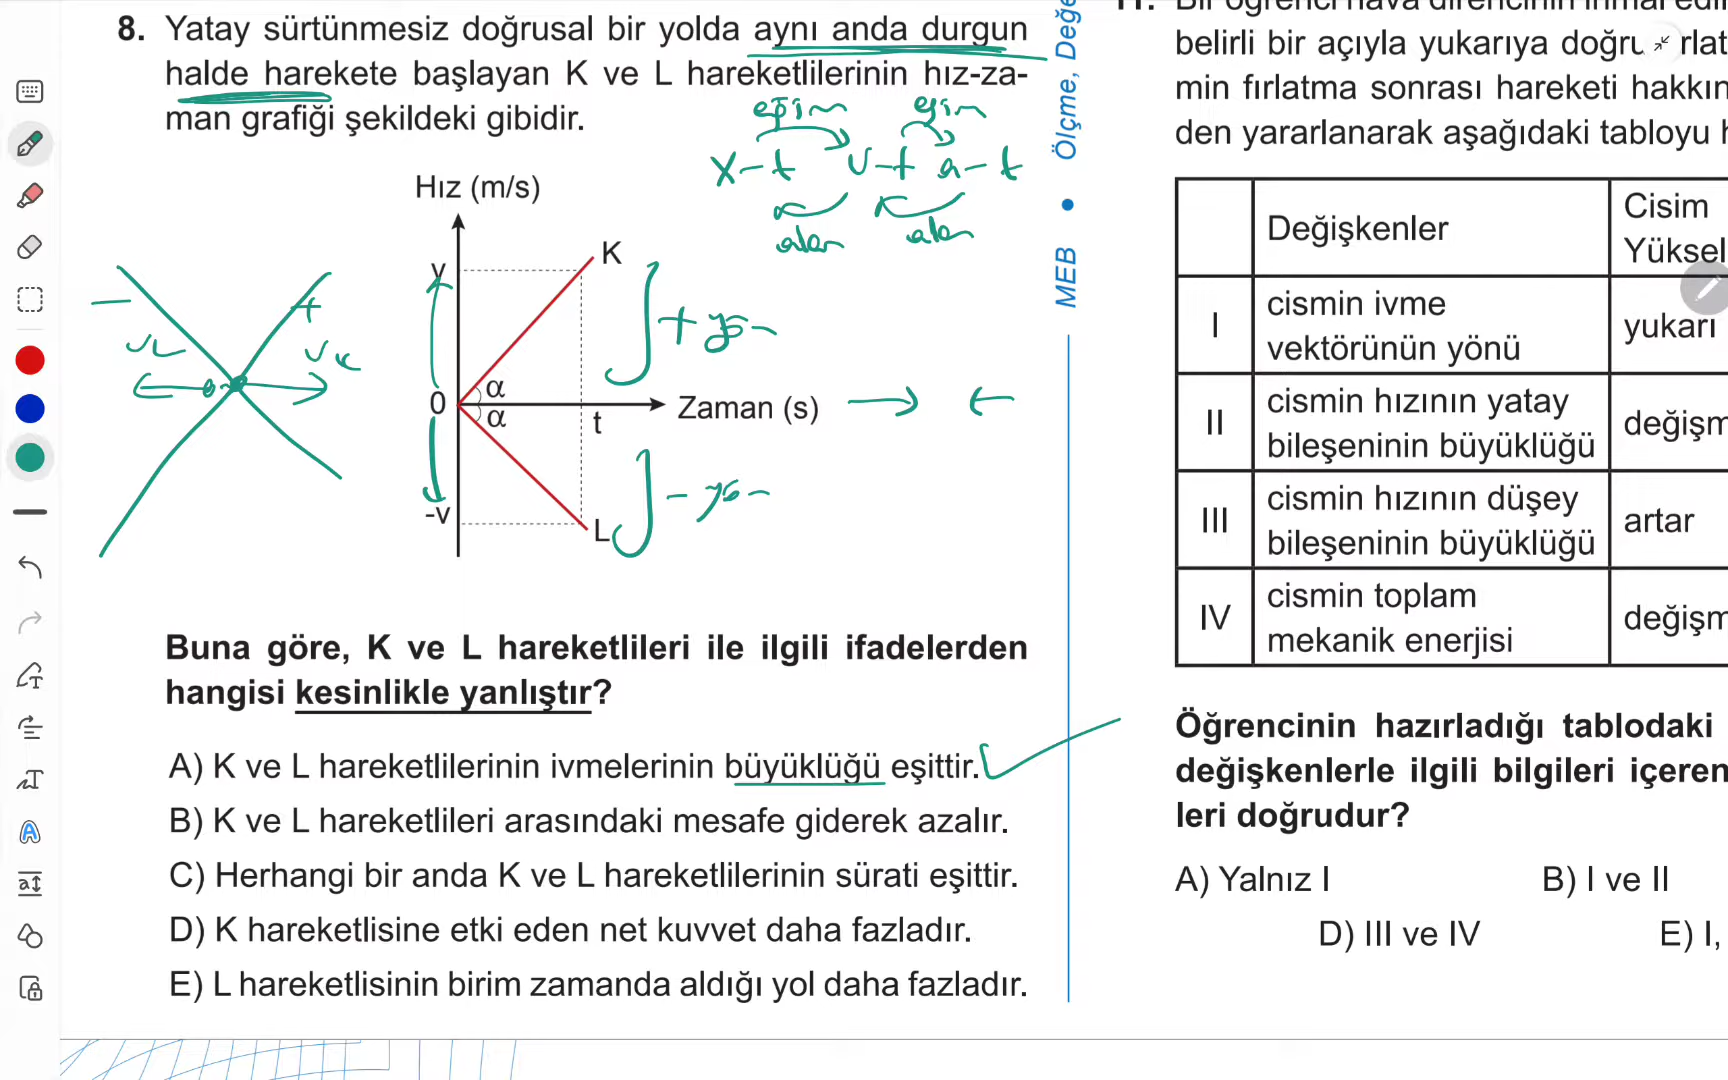 8. Yatay sürtünmesiz doğrusal bir yolda aynı anda durgun
halde harekete başlayan K ve L hareketlilerinin hız-za-
man grafiği şekildeki gibidir.
eğim eğim
x-t v-t a-t
alan alan
Hız (m/s)
K
v
+ yön
α
0
Zaman (s)
α
t
- yön
-v
L
-
+
VL
VK
Buna göre, K ve L hareketlileri ile ilgili ifadelerden
hangisi kesinlikle yanlıştır?
A) K ve L hareketlilerinin ivmelerinin büyüklüğü eşittir.
B) K ve L hareketlileri arasındaki mesafe giderek azalır.
C) Herhangi bir anda K ve L hareketlilerinin sürati eşittir.
D) K hareketlisine etki eden net kuvvet daha fazladır.
E) L hareketlisinin birim zamanda aldığı yol daha fazladır.
MEB • Ölçme, Değe
belirli bir açıyla yukarıya doğru
min fırlatma sonrası hareketi hakkın
den yararlanarak aşağıdaki tabloyu h
Değişkenler
Cisim
Yüksel
I
cismin ivme
vektörünün yönü
yukarı
II
cismin hızının yatay
bileşeninin büyüklüğü
değişm
III
cismin hızının düşey
bileşeninin büyüklüğü
artar
IV
cismin toplam
mekanik enerjisi
değişm
Öğrencinin hazırladığı tablodaki
değişkenlerle ilgili bilgileri içeren
leri doğrudur?
A) Yalnız I B) I ve II
D) III ve IV E) I,